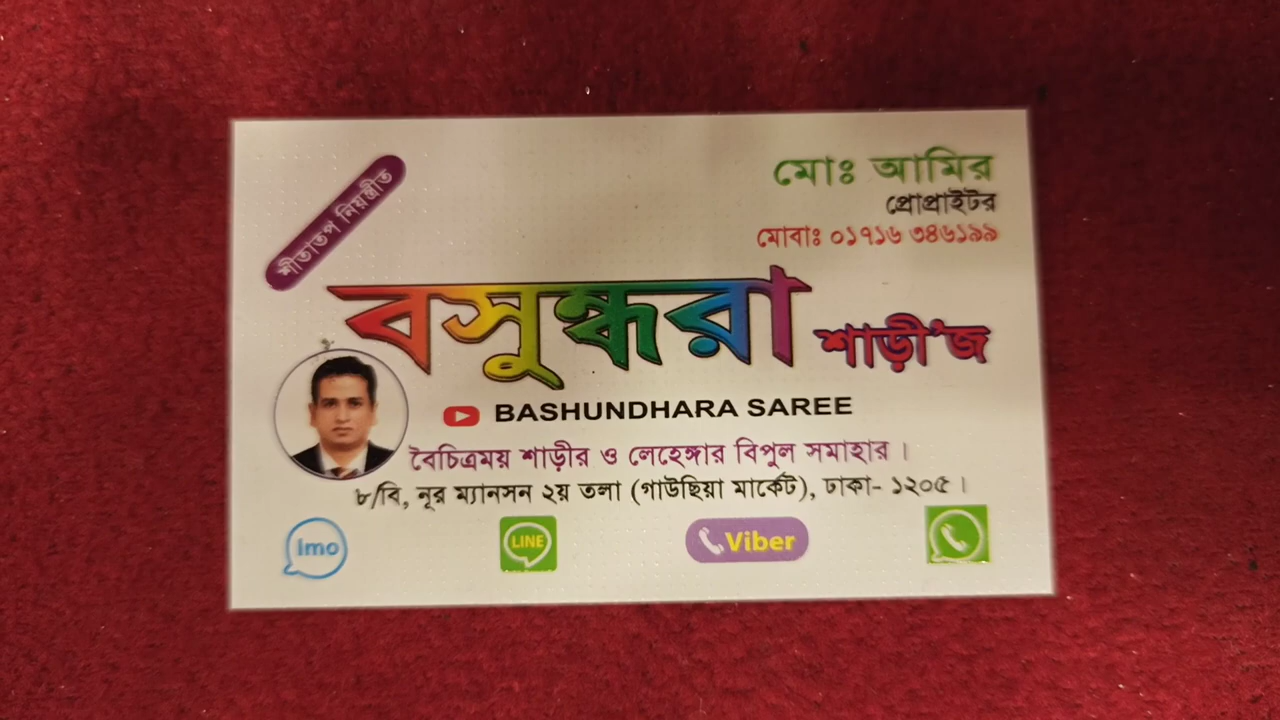 শীতাতপ নিয়ন্ত্রীত
মোঃ আমির
প্রোপ্রাইটর
মোবাঃ ০১৭১৬ ৩৪৬১৯৯
বসুন্ধরা শাড়ী'জ
BASHUNDHARA SAREE
বৈচিত্রময় শাড়ীর ও লেহেঙ্গার বিপুল সমাহার।
৮/বি, নূর ম্যানসন ২য় তলা (গাউছিয়া মার্কেট), ঢাকা- ১২০৫।
Imo LINE Viber